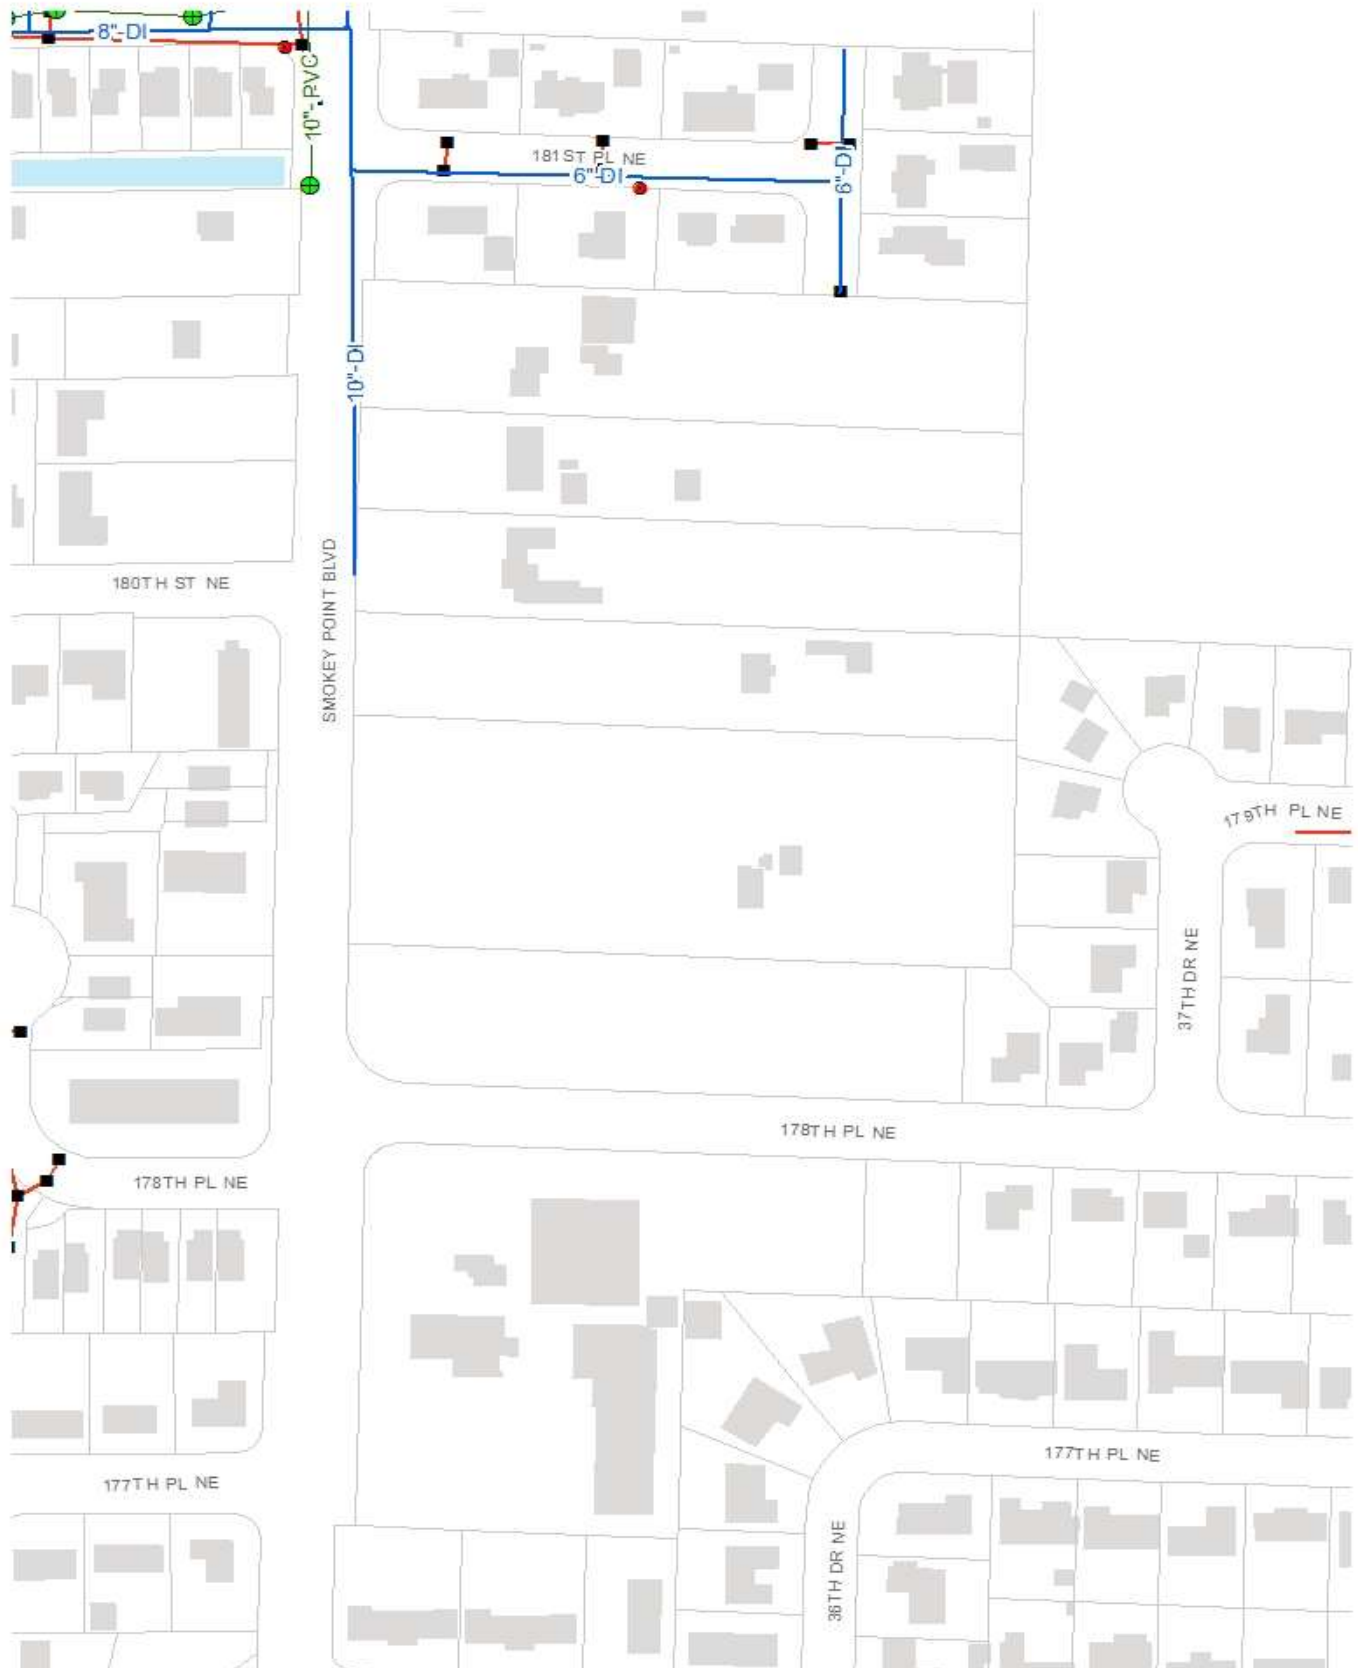 8"-DI
10"-PVC
181ST PL NE
6"-DI
6"-DI
10"-DI
180TH ST NE
SMOKEY POINT BLVD
179TH PL NE
37TH DR NE
178TH PL NE
178TH PL NE
177TH PL NE
177TH PL NE
36TH DR NE